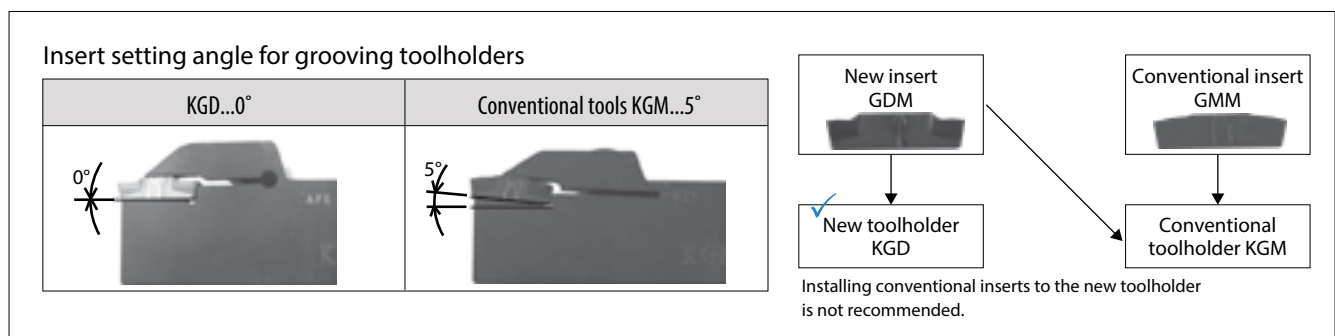 Insert setting angle for grooving toolholders
KGD...0˚
Conventional tools KGM...5˚
0˚
5˚
APK
New insert
GDM
Conventional insert
GMM
New toolholder
KGD
Conventional
toolholder KGM
Installing conventional inserts to the new toolholder
is not recommended.